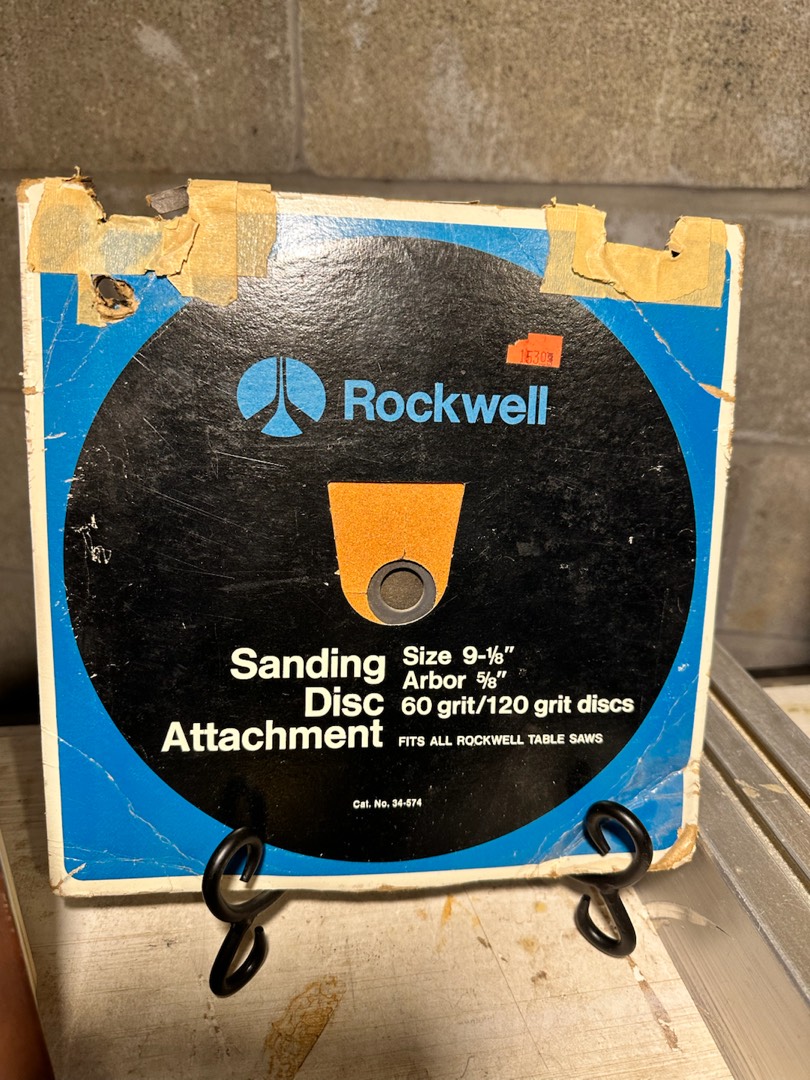 Rockwell
Sanding
Disc
Attachment
Size 9-⅛"
Arbor ⅝"
60 grit/120 grit discs
FITS ALL ROCKWELL TABLE SAWS
Cat. No. 34-574